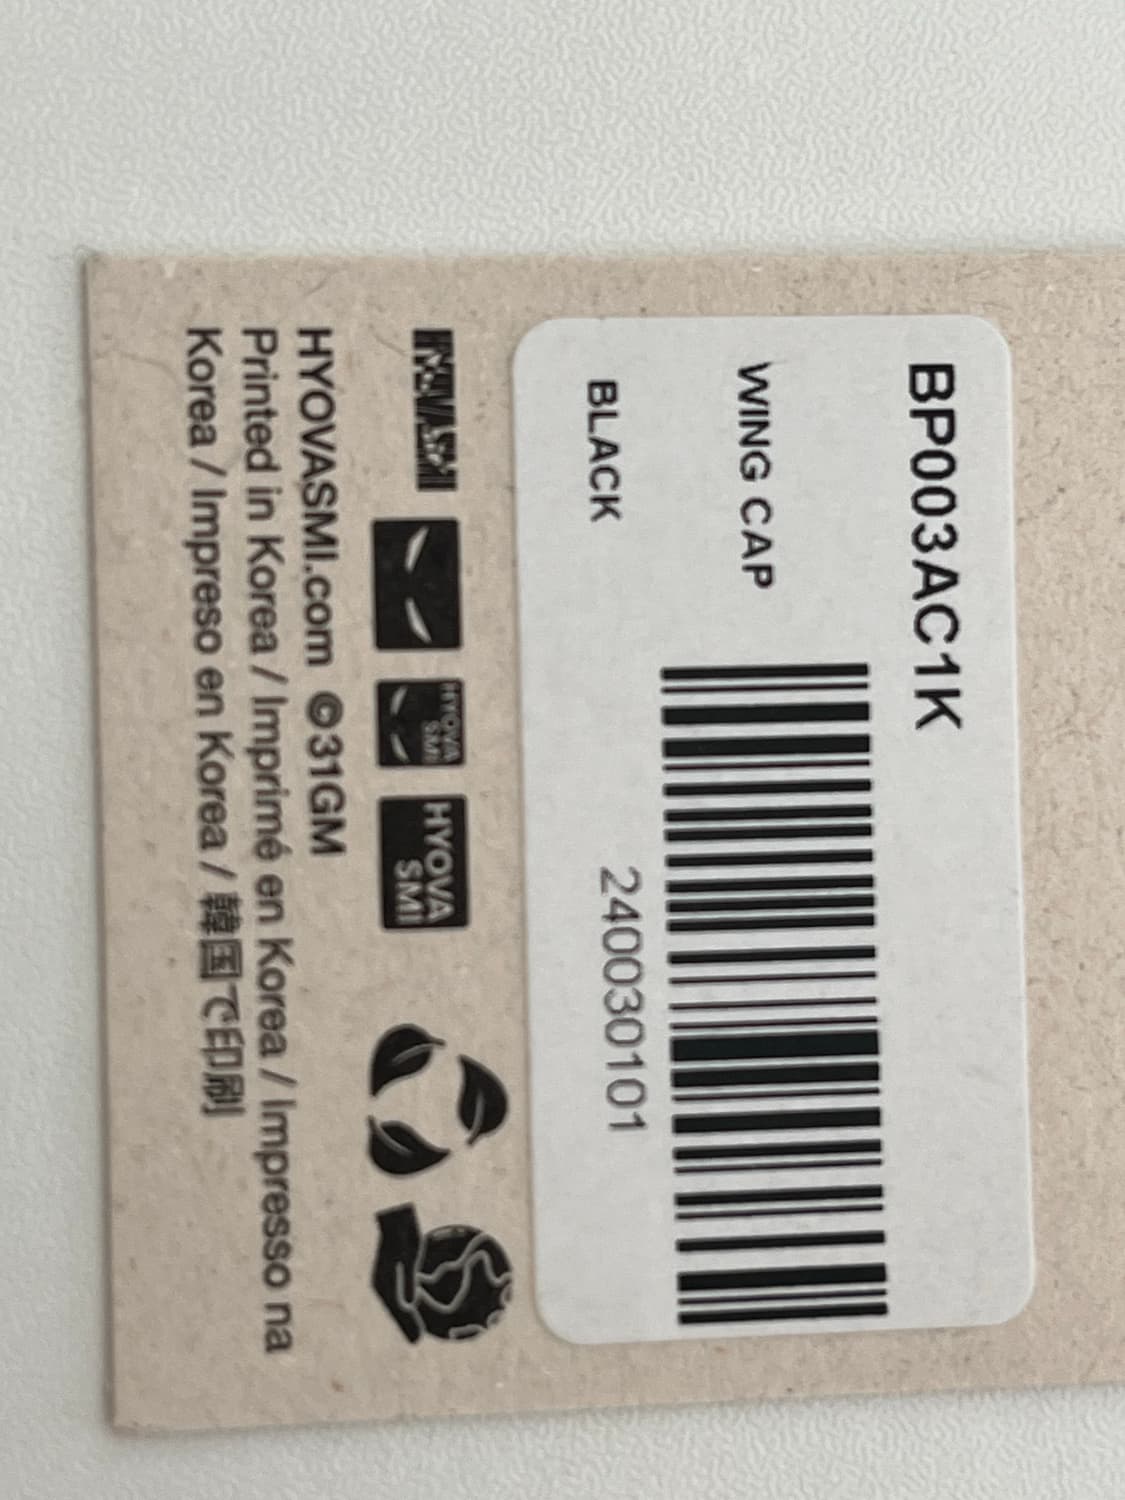 BP003AC1K
WING CAP
BLACK
240030101
HYOVA
SMI
HYOVA
SMI
HYOVASMI.com ©31GM
Printed in Korea / Imprimé en Korea / Impresso na
Korea / Impreso en Korea / 韓国で印刷